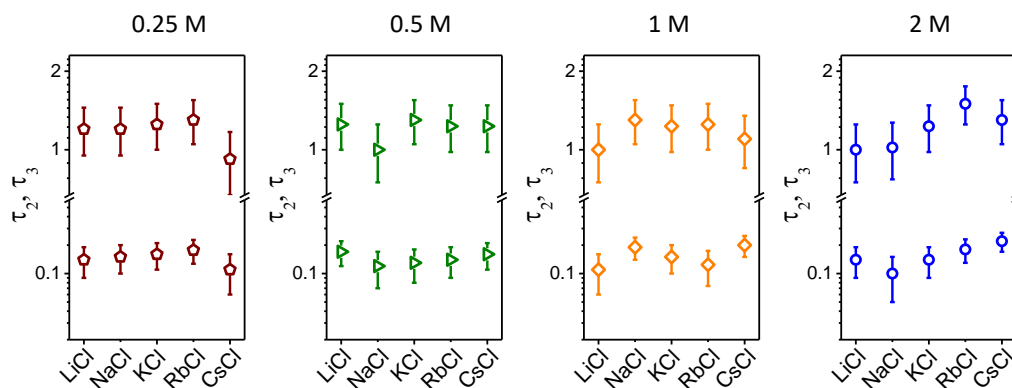 0.25 M
0.5 M
1 M
2 M
2
1
0.1
τ2, τ3
LiCl
NaCl
KCl
RbCl
CsCl
2
1
0.1
τ2, τ3
LiCl
NaCl
KCl
RbCl
CsCl
2
1
0.1
τ2, τ3
LiCl
NaCl
KCl
RbCl
CsCl
2
1
0.1
τ2, τ3
LiCl
NaCl
KCl
RbCl
CsCl